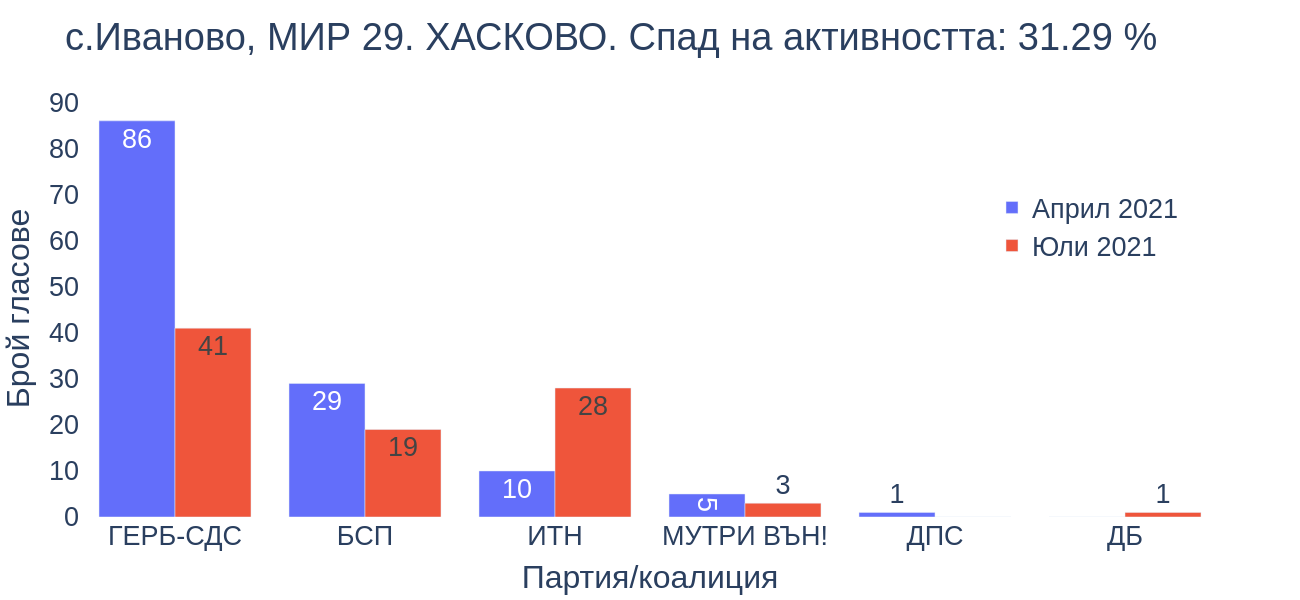 с.Иваново, МИР 29. ХАСКОВО. Спад на активността: 31.29 %
Брой гласове
90
80
70
60
50
40
30
20
10
0
86
41
29
19
10
28
5
3
1
1
Април 2021
Юли 2021
ГЕРБ-СДС
БСП
ИТН
МУТРИ ВЪН!
ДПС
ДБ
Партия/коалиция